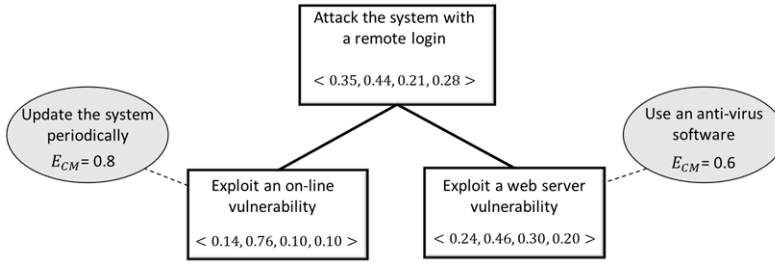 Attack the system with
a remote login
< 0.35, 0.44, 0.21, 0.28 >
Update the system
periodically
E_CM = 0.8
Use an anti-virus
software
E_CM = 0.6
Exploit an on-line
vulnerability
< 0.14, 0.76, 0.10, 0.10 >
Exploit a web server
vulnerability
< 0.24, 0.46, 0.30, 0.20 >